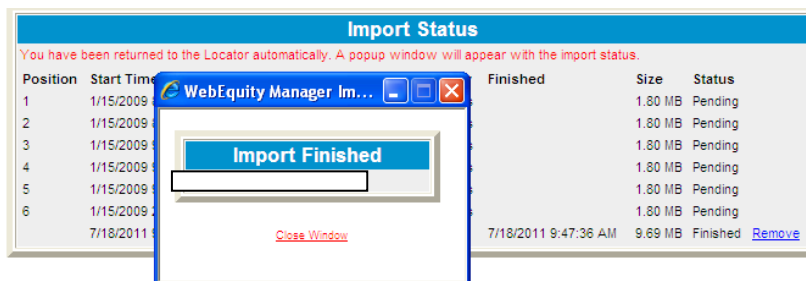 Import Status
You have been returned to the Locator automatically. A popup window will appear with the import status.
Position Start Time Finished Size Status
1 1/15/2009 1.80 MB Pending
2 1/15/2009 1.80 MB Pending
3 1/15/2009 1.80 MB Pending
4 1/15/2009 1.80 MB Pending
5 1/15/2009 1.80 MB Pending
6 1/15/2009 1.80 MB Pending
7/18/2011 7/18/2011 9:47:36 AM 9.69 MB Finished Remove
WebEquity Manager Im...
Import Finished
Close Window